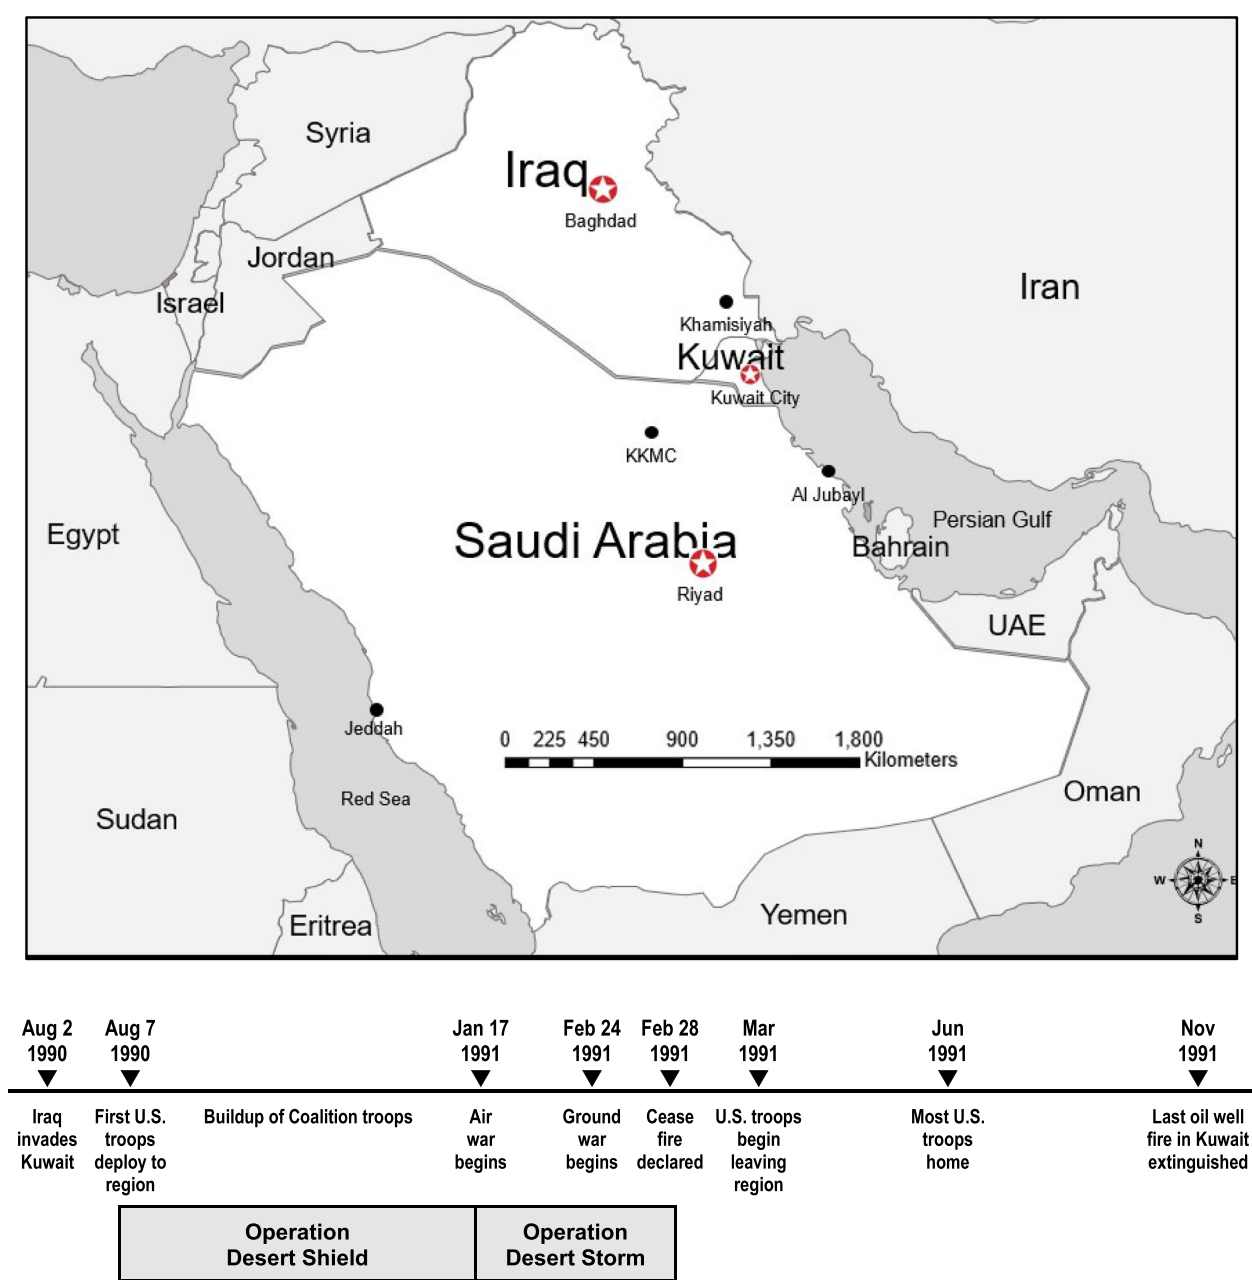 Syria
Iraq
Baghdad
Jordan
Israel
Iran
Khamisiyah
Kuwait
Kuwait City
KKMC
Al Jubayl
Persian Gulf
Bahrain
Egypt
Saudi Arabia
Riyad
UAE
Jeddah
0 225 450 900 1,350 1,800
Kilometers
Red Sea
Sudan
Oman
Eritrea
Yemen
N
W E
S
Aug 2 Aug 7 Jan 17 Feb 24 Feb 28 Mar Jun Nov
1990 1990 1991 1991 1991 1991 1991 1991
Iraq First U.S. Buildup of Coalition troops Air Ground Cease U.S. troops Most U.S. Last oil well
invades troops war war fire begin troops fire in Kuwait
Kuwait deploy to begins begins declared leaving home extinguished
region region
Operation Operation
Desert Shield Desert Storm